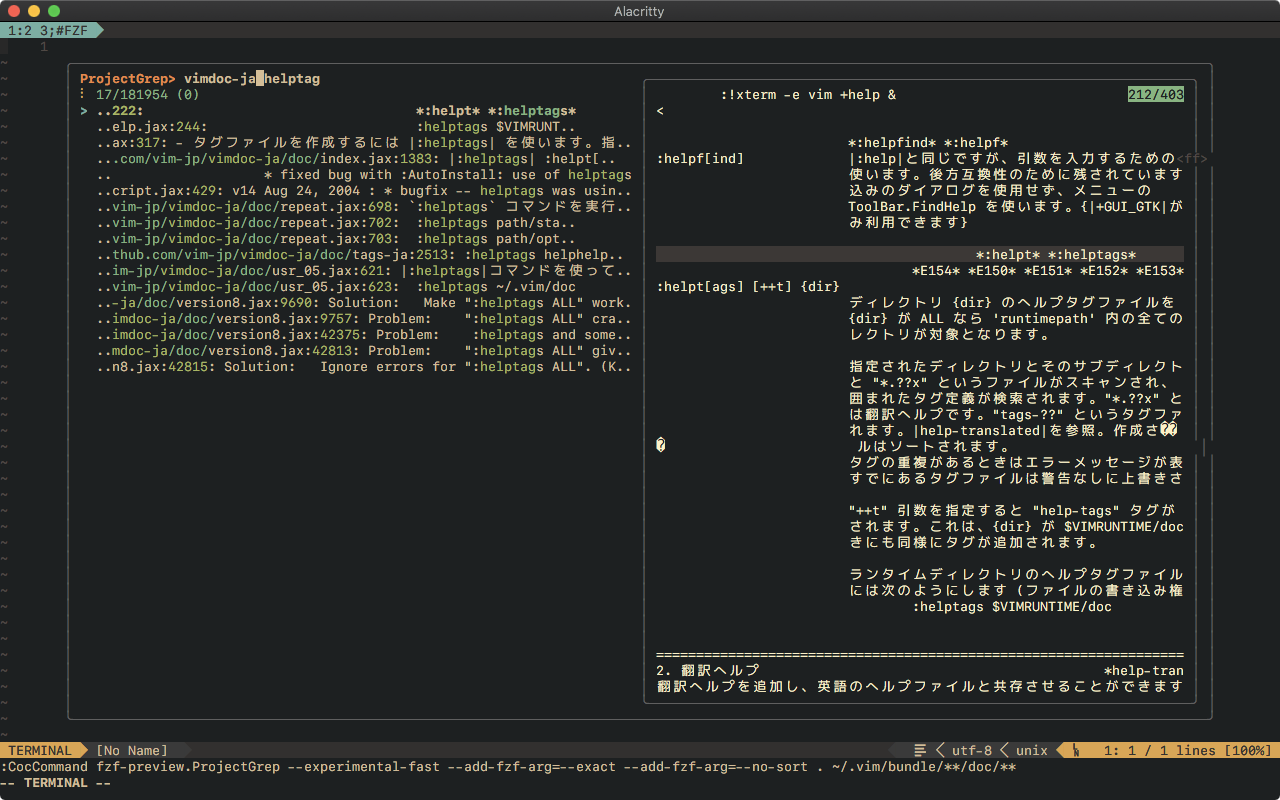 Alacritty
1:2 3;#FZF
1
ProjectGrep> vimdoc-ja helptag
17/181954 (0)
> ..222: *:helpt* *:helptags*
..elp.jax:244: :helptags $VIMRUNT..
..ax:317: - タグファイルを作成するには |:helptags| を使います。指..
...com/vim-jp/vimdoc-ja/doc/index.jax:1383: |:helptags| :helpt[..
.. * fixed bug with :AutoInstall: use of helptags
..cript.jax:429: v14 Aug 24, 2004 : * bugfix -- helptags was usin..
..vim-jp/vimdoc-ja/doc/repeat.jax:698: `:helptags` コマンドを実行..
..vim-jp/vimdoc-ja/doc/repeat.jax:702: :helptags path/sta..
..vim-jp/vimdoc-ja/doc/repeat.jax:703: :helptags path/opt..
..thub.com/vim-jp/vimdoc-ja/doc/tags-ja:2513: :helptags helphelp..
..im-jp/vimdoc-ja/doc/usr_05.jax:621: |:helptags|コマンドを使って..
..vim-jp/vimdoc-ja/doc/usr_05.jax:623: :helptags ~/.vim/doc
..-ja/doc/version8.jax:9690: Solution: Make ":helptags ALL" work.
..imdoc-ja/doc/version8.jax:9757: Problem: ":helptags ALL" cra..
..imdoc-ja/doc/version8.jax:42375: Problem: :helptags and some..
..mdoc-ja/doc/version8.jax:42813: Problem: ":helptags ALL" giv..
..n8.jax:42815: Solution: Ignore errors for ":helptags ALL". (K..
:!xterm -e vim +help & 212/403
<
*:helpfind* *:helpf*
:helpf[ind] |:help|と同じですが、引数を入力するための<ff>
使います。後方互換性のために残されています
込みのダイアログを使用せず、メニューの
ToolBar.FindHelp を使います。{|+GUI_GTK|が
み利用できます}
*:helpt* *:helptags*
*E154* *E150* *E151* *E152* *E153*
:helpt[ags] [++t] {dir}
ディレクトリ {dir} のヘルプタグファイルを
{dir} が ALL なら 'runtimepath' 内の全ての
レクトリが対象となります。
指定されたディレクトリとそのサブディレクト
と "*.??x" というファイルがスキャンされ、
囲まれたタグ定義が検索されます。"*.??x" と
は翻訳ヘルプです。"tags-??" というタグファ
れます。|help-translated|を参照。作成さ��
� ルはソートされます。
タグの重複があるときはエラーメッセージが表
すでにあるタグファイルは警告なしに上書きさ
"++t" 引数を指定すると "help-tags" タグが
されます。これは、{dir} が $VIMRUNTIME/doc
きにも同様にタグが追加されます。
ランタイムディレクトリのヘルプタグファイル
には次のようにします (ファイルの書き込み権
:helptags $VIMRUNTIME/doc
==================================================================
2. 翻訳ヘルプ *help-tran
翻訳ヘルプを追加し、英語のヘルプファイルと共存させることができます
TERMINAL [No Name] utf-8 unix 1: 1 / 1 lines [100%]
:CocCommand fzf-preview.ProjectGrep --experimental-fast --add-fzf-arg=--exact --add-fzf-arg=--no-sort . ~/.vim/bundle/**/doc/**
-- TERMINAL --